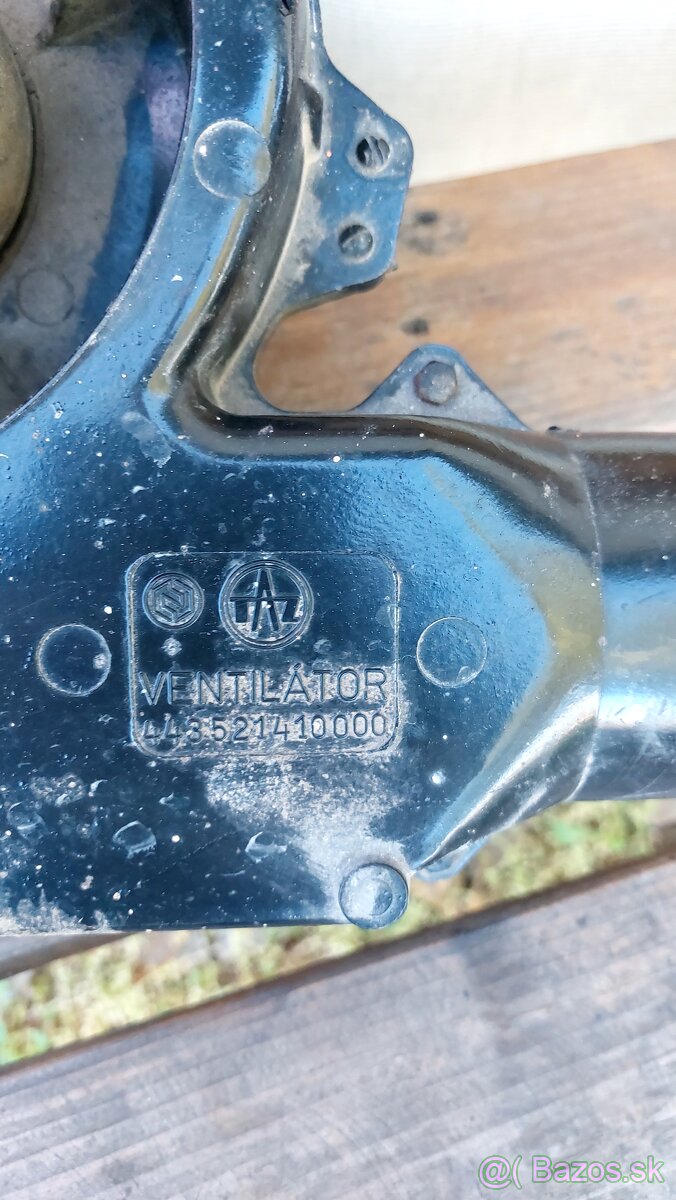 VENTILÁTOR
443521410000
@( Bazos.sk